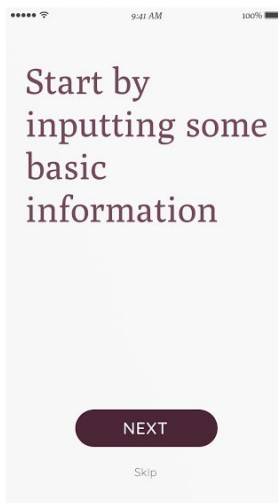 9:41 AM 100%
Start by
inputting some
basic
information
NEXT
Skip